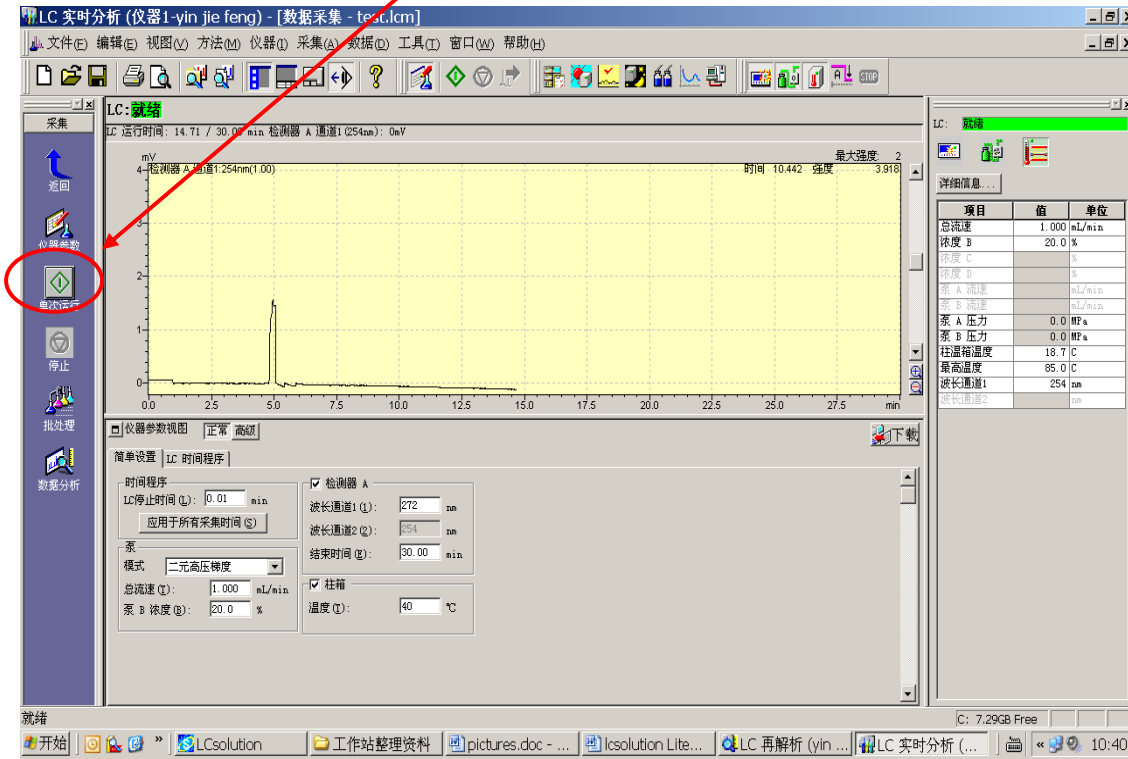 LC 实时分析 (仪器1-yin jie feng) - [数据采集 - test.lcm]
文件(F) 编辑(E) 视图(V) 方法(M) 仪器(I) 采集(A) 数据(D) 工具(T) 窗口(W) 帮助(H)
STOP
采集
返回
仪器参数
单次运行
停止
批处理
数据分析
LC:就绪
LC 运行时间: 14.71 / 30.00 min 检测器 A 通道1(254nm): 0mV
mV
最大强度: 2
检测器 A 通道1:254nm(1.00)
时间 10.442 强度 3.918
4
3
2
1
0
0.0 2.5 5.0 7.5 10.0 12.5 15.0 17.5 20.0 22.5 25.0 27.5 min
仪器参数视图 正常 高级 下载
简单设置 LC 时间程序
时间程序
LC停止时间(L): 0.01 min
应用于所有采集时间(S)
泵
模式 二元高压梯度
总流速(T): 1.000 mL/min
泵 B 浓度(B): 20.0 %
检测器 A
波长通道1(1): 272 nm
波长通道2(2): 254 nm
结束时间(E): 30.00 min
柱箱
温度(T): 40 ℃
LC: 就绪
详细信息...
项目 值 单位
总流速 1.000 mL/min
浓度 B 20.0 %
浓度 C %
浓度 D %
泵 A 流速 mL/min
泵 B 流速 mL/min
泵 A 压力 0.0 MPa
泵 B 压力 0.0 MPa
柱温箱温度 18.7 C
最高温度 85.0 C
波长通道1 254 nm
波长通道2 nm
就绪
C: 7.29GB Free
开始 » LCsolution 工作站整理资料 pictures.doc - ... lcsolution Lite... LC 再解析 (yin ... LC 实时分析 (... « 10:40